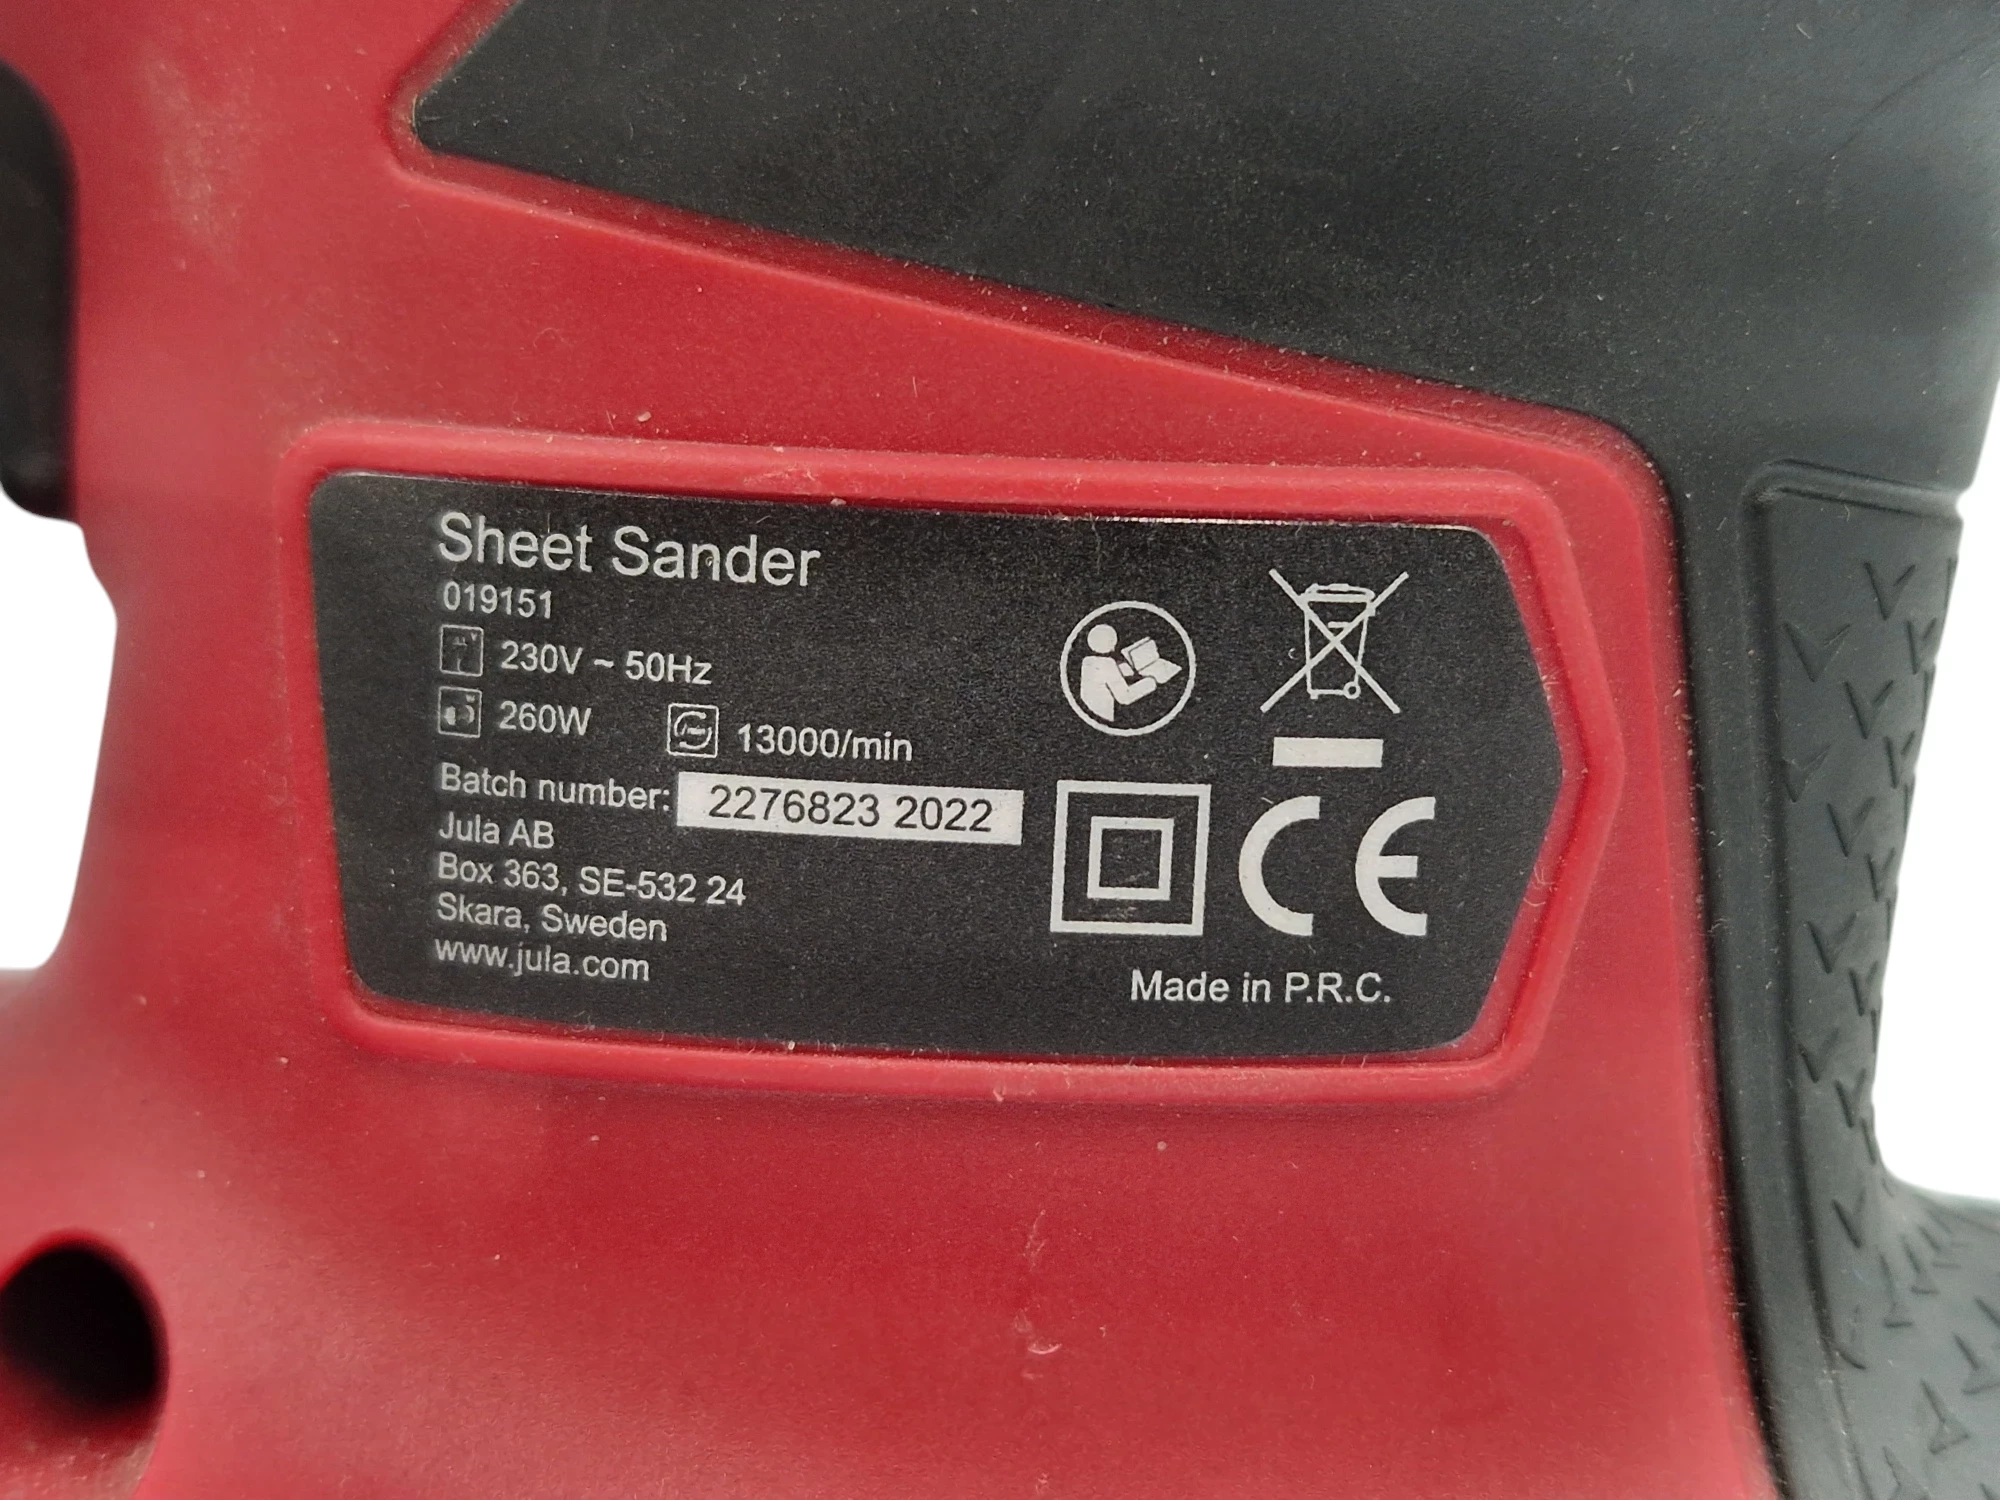 Sheet Sander
019151
230V ~ 50Hz
260W 13000/min
Batch number: 2276823 2022
Jula AB
Box 363, SE-532 24
Skara, Sweden
www.jula.com
CE
Made in P.R.C.